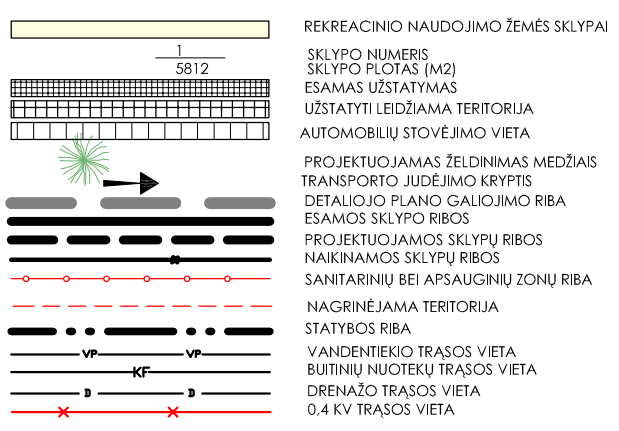 REKREACINIO NAUDOJIMO ŽEMĖS SKLYPAI
1
SKLYPO NUMERIS
5812
SKLYPO PLOTAS (M2)
ESAMAS UŽSTATYMAS
UŽSTATYTI LEIDŽIAMA TERITORIJA
AUTOMOBILIŲ STOVĖJIMO VIETA
PROJEKTUOJAMAS ŽELDINIMAS MEDŽIAIS
TRANSPORTO JUDĖJIMO KRYPTIS
DETALIOJO PLANO GALIOJIMO RIBA
ESAMOS SKLYPO RIBOS
PROJEKTUOJAMOS SKLYPŲ RIBOS
NAIKINAMOS SKLYPŲ RIBOS
SANITARINIŲ BEI APSAUGINIŲ ZONŲ RIBA
NAGRINĖJAMA TERITORIJA
STATYBOS RIBA
VP VP VANDENTIEKIO TRĄSOS VIETA
KF BUITINIŲ NUOTEKŲ TRĄSOS VIETA
D D DRENAŽO TRĄSOS VIETA
0,4 KV TRĄSOS VIETA